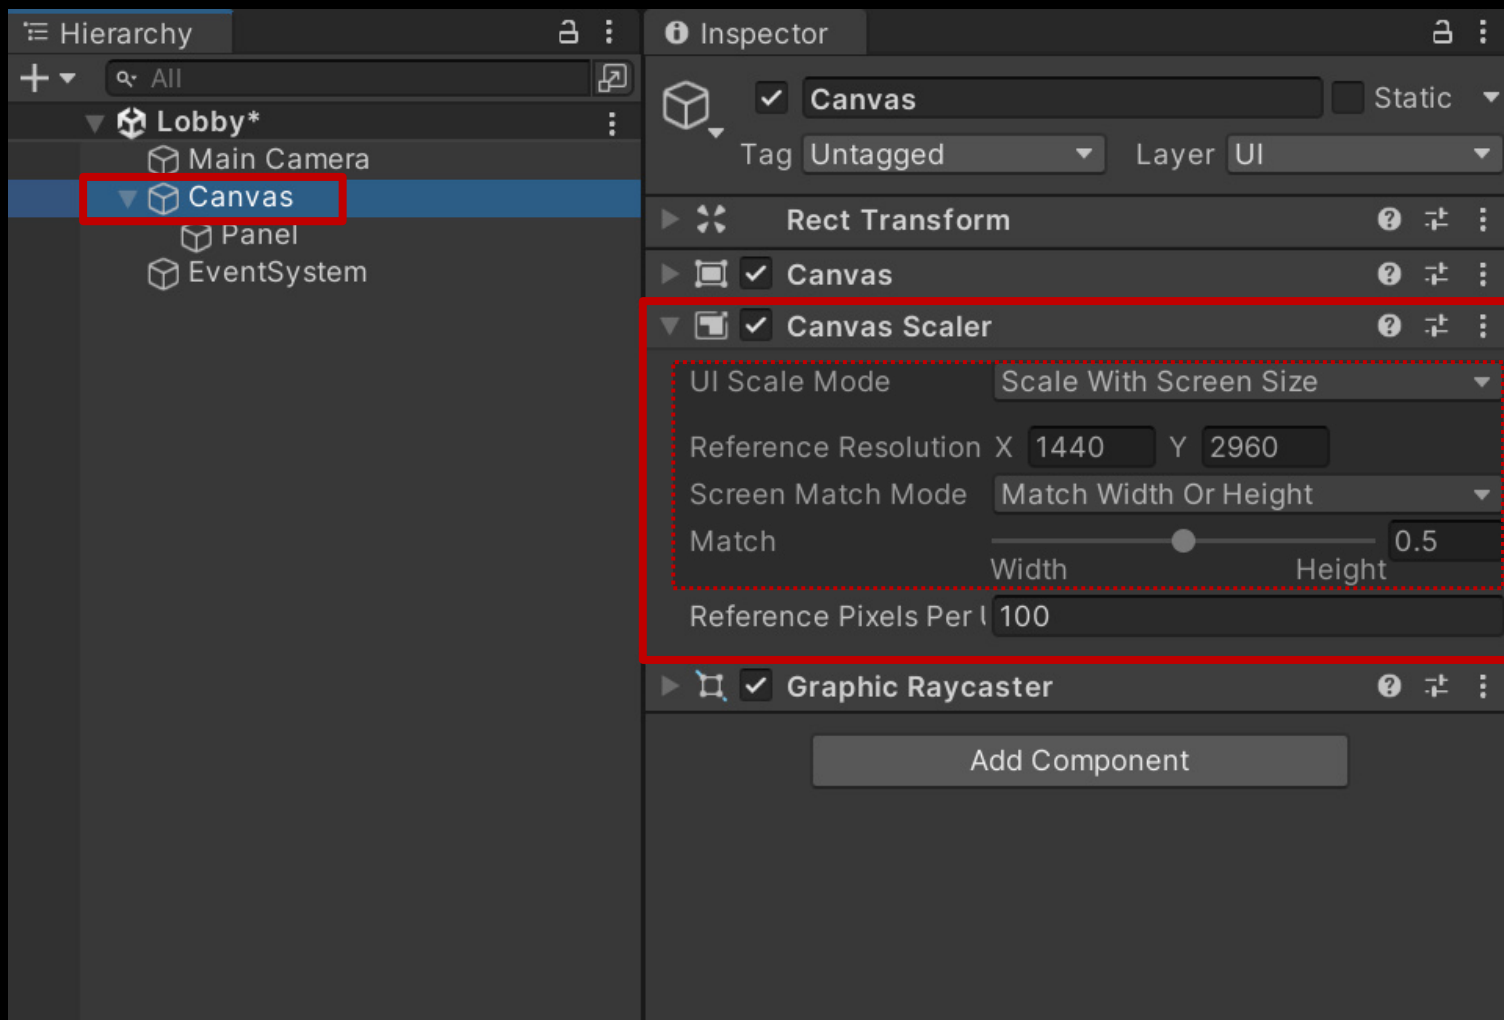 Hierarchy
All
Lobby*
Main Camera
Canvas
Panel
EventSystem
Inspector
Canvas Static
Tag Untagged Layer UI
Rect Transform
Canvas
Canvas Scaler
UI Scale Mode Scale With Screen Size
Reference Resolution X 1440 Y 2960
Screen Match Mode Match Width Or Height
Match 0.5
Width Height
Reference Pixels Per 100
Graphic Raycaster
Add Component